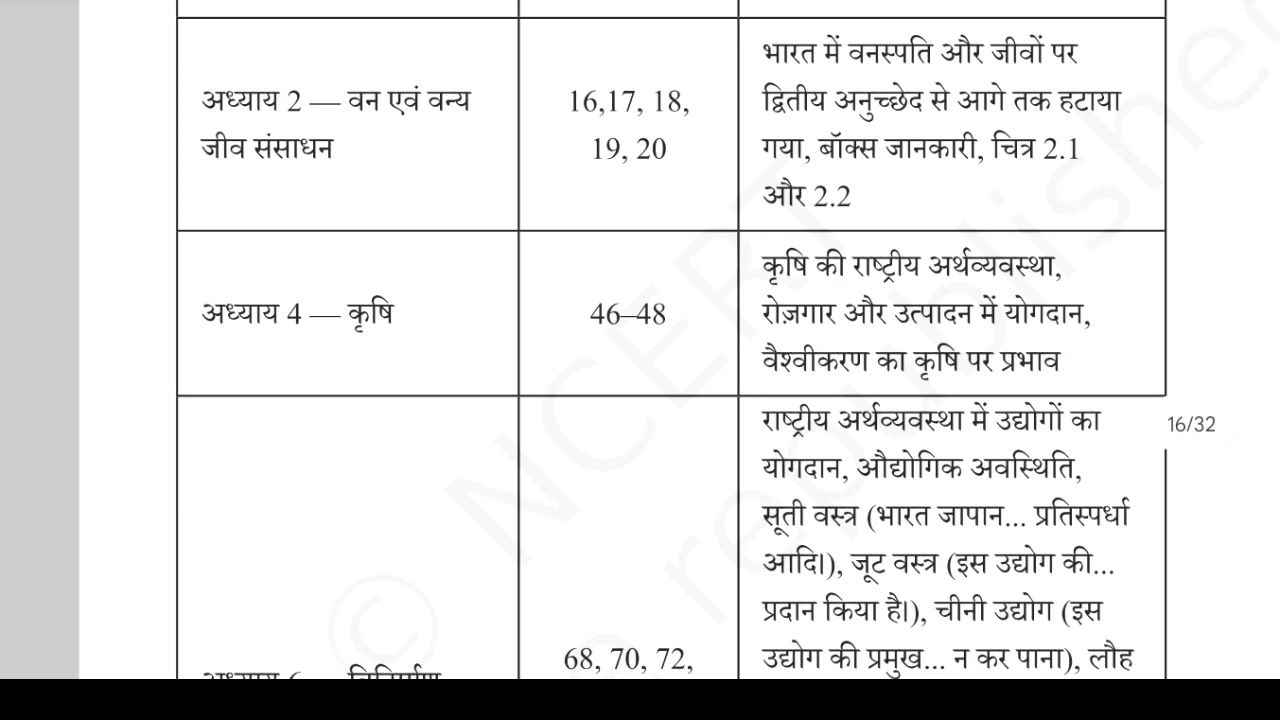 अध्याय 2 — वन एवं वन्य
जीव संसाधन
16,17, 18,
19, 20
भारत में वनस्पति और जीवों पर
द्वितीय अनुच्छेद से आगे तक हटाया
गया, बॉक्स जानकारी, चित्र 2.1
और 2.2
अध्याय 4 — कृषि
46–48
कृषि की राष्ट्रीय अर्थव्यवस्था,
रोज़गार और उत्पादन में योगदान,
वैश्वीकरण का कृषि पर प्रभाव
68, 70, 72,
राष्ट्रीय अर्थव्यवस्था में उद्योगों का
योगदान, औद्योगिक अवस्थिति,
सूती वस्त्र (भारत जापान... प्रतिस्पर्धा
आदि।), जूट वस्त्र (इस उद्योग की...
प्रदान किया है।), चीनी उद्योग (इस
उद्योग की प्रमुख... न कर पाना), लौह
16/32
© NCERT
republished